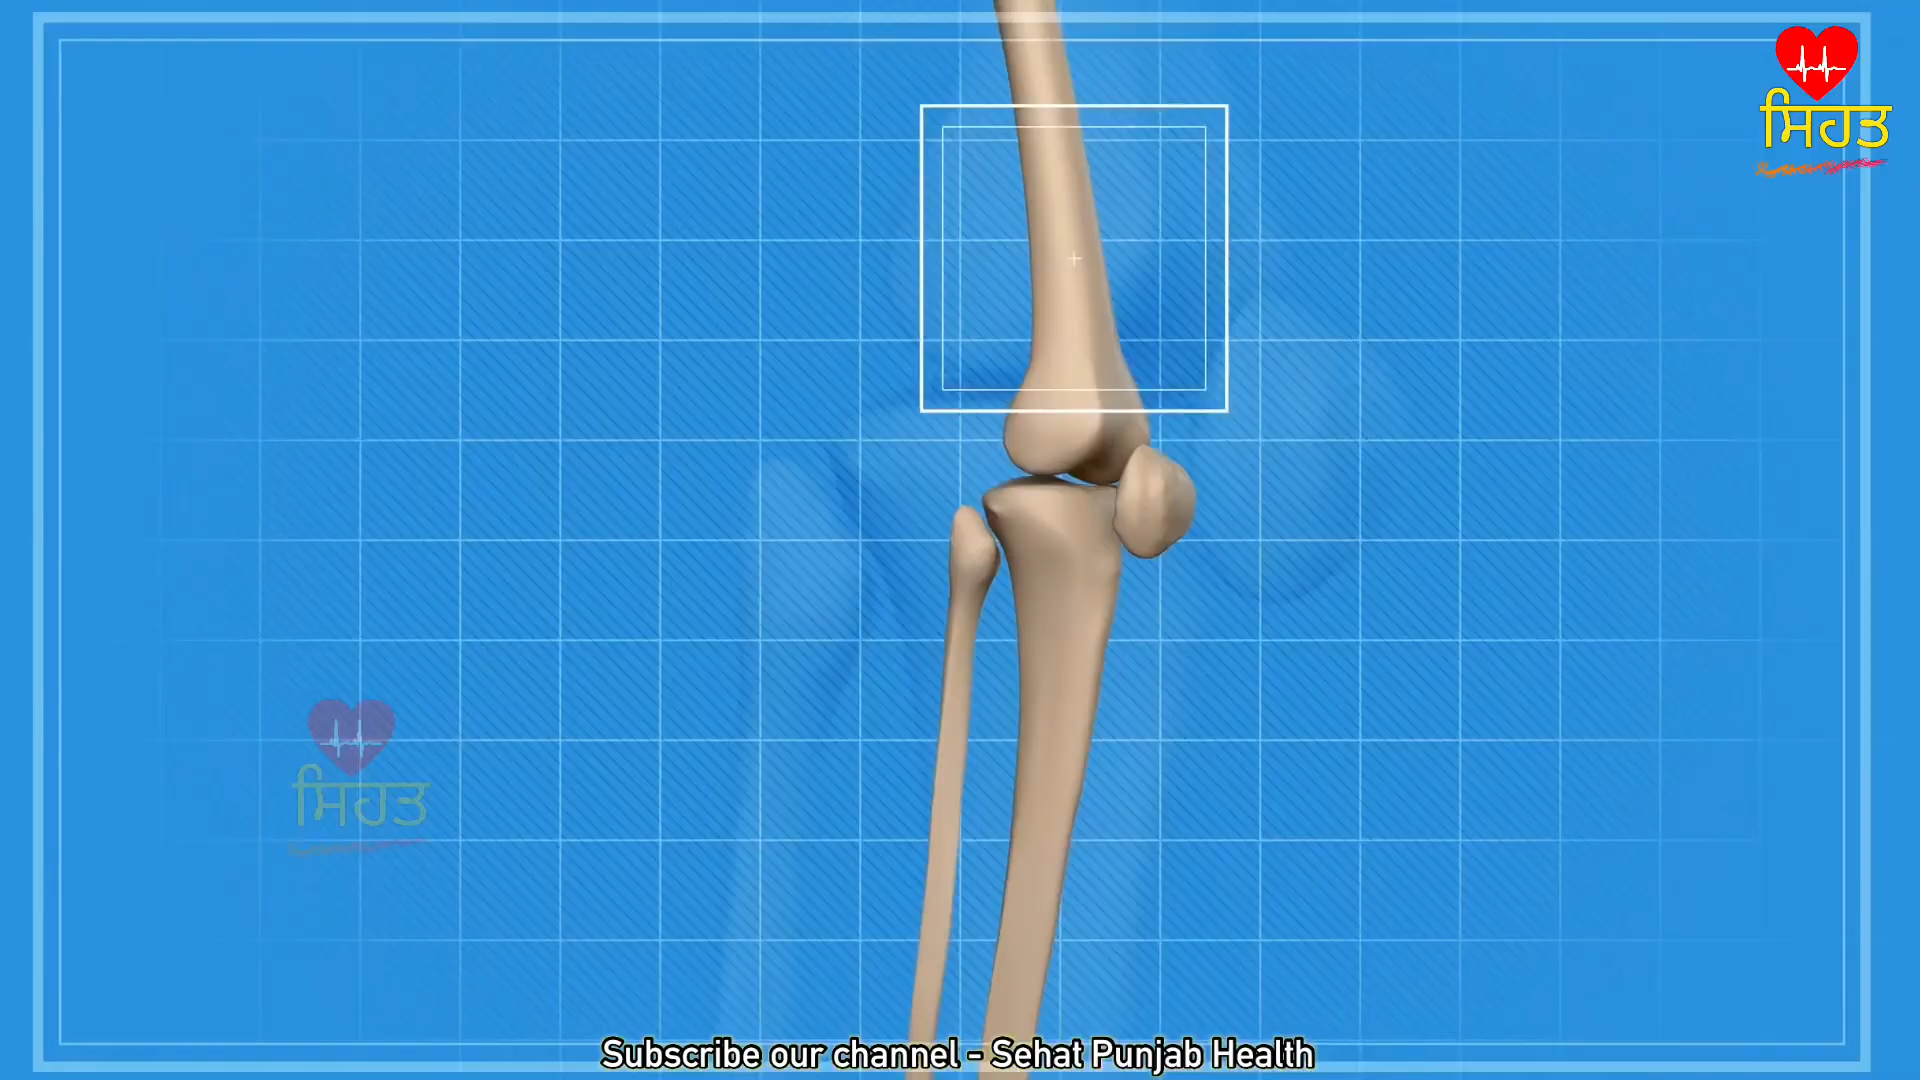 ਸਿਹਤ
ਸਿਹਤ
Subscribe our channel - Sehat Punjab Health